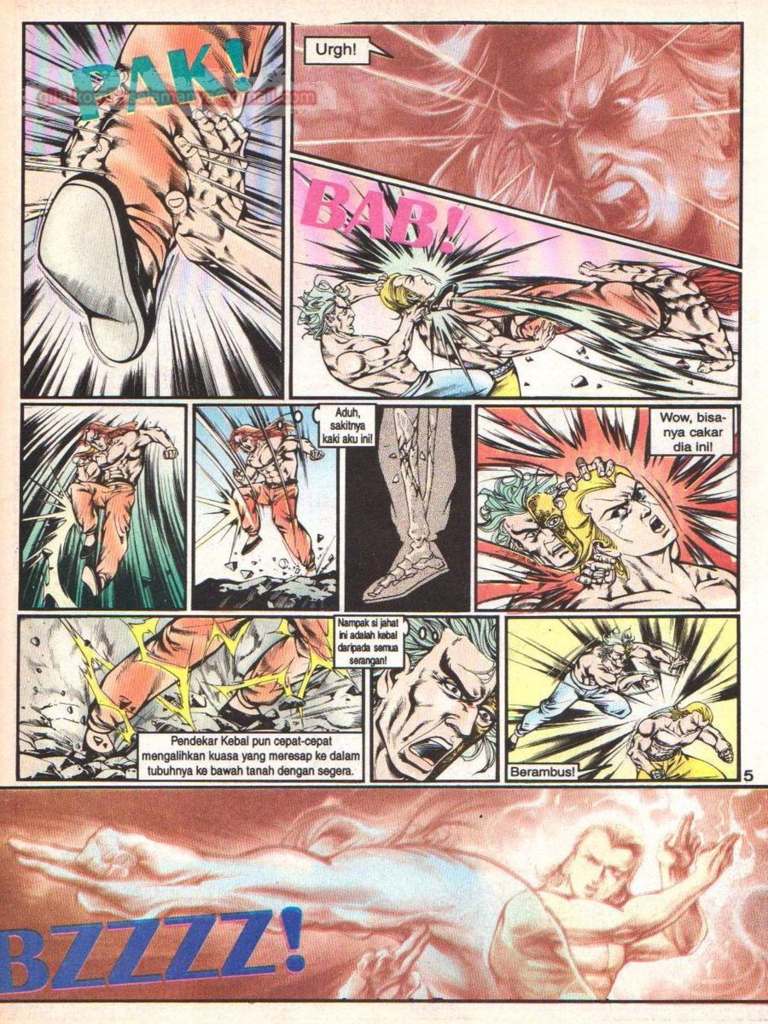 PAK!
Urgh!
BAB!
Aduh,
sakitnya
kaki aku ini!
Wow, bisa-
nya cakar
dia ini!
Nampak si jahat
ini adalah kebal
daripada semua
serangan!
Pendekar Kebal pun cepat-cepat
mengalihkan kuasa yang meresap ke dalam
tubuhnya ke bawah tanah dengan segera.
Berambus!
5
BZZZZ!